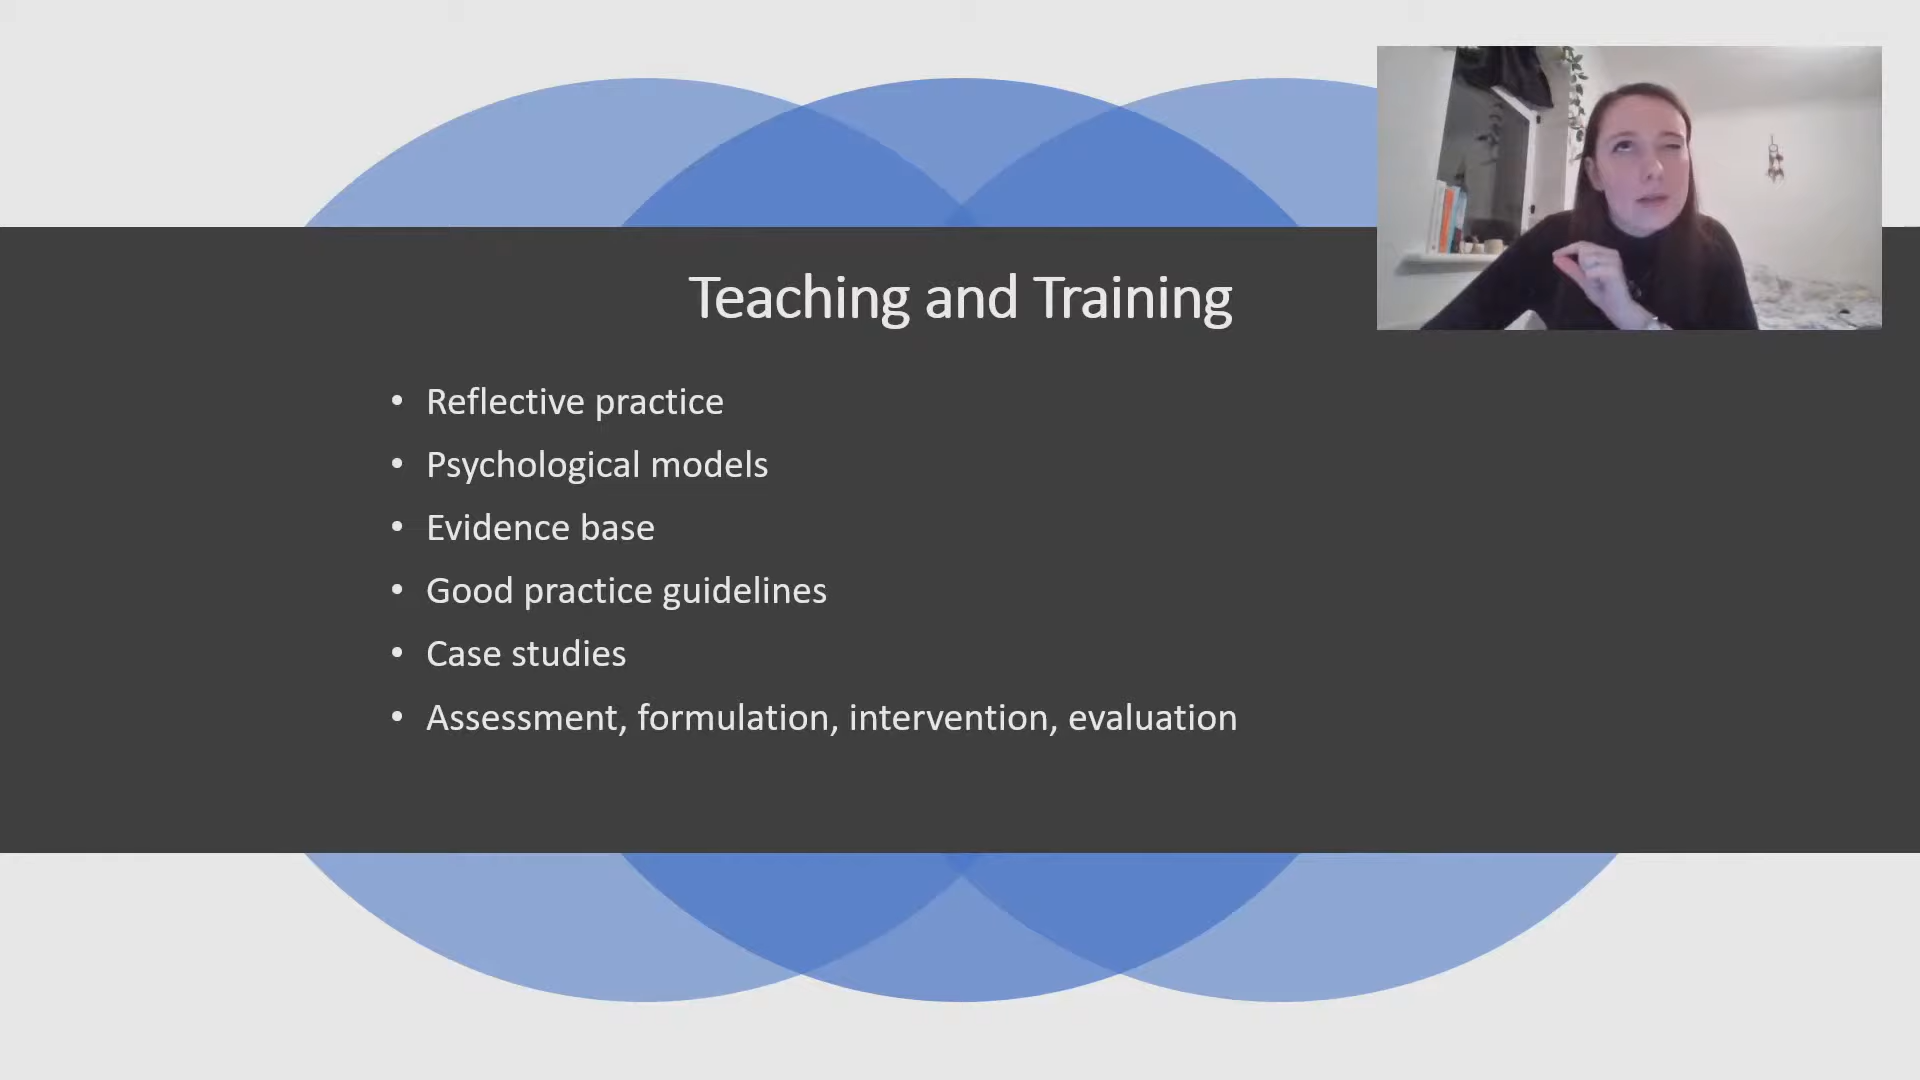 Teaching and Training
• Reflective practice
• Psychological models
• Evidence base
• Good practice guidelines
• Case studies
• Assessment, formulation, intervention, evaluation